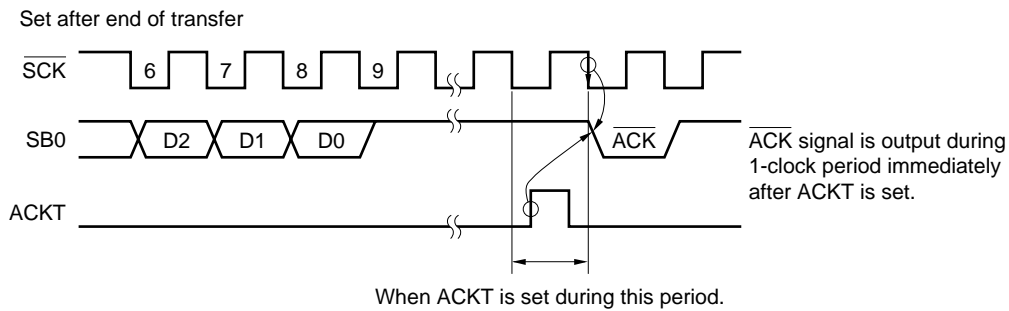 Set after end of transfer
SCK
6 7 8 9
SB0
D2 D1 D0
ACK
ACK signal is output during
1-clock period immediately
after ACKT is set.
ACKT
When ACKT is set during this period.